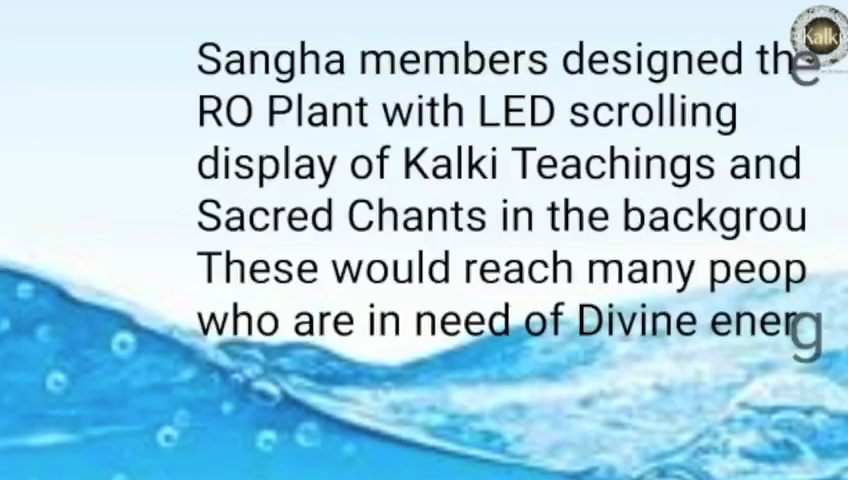 Kalki
Sangha members designed the
RO Plant with LED scrolling
display of Kalki Teachings and
Sacred Chants in the backgrou
These would reach many peop
who are in need of Divine energ